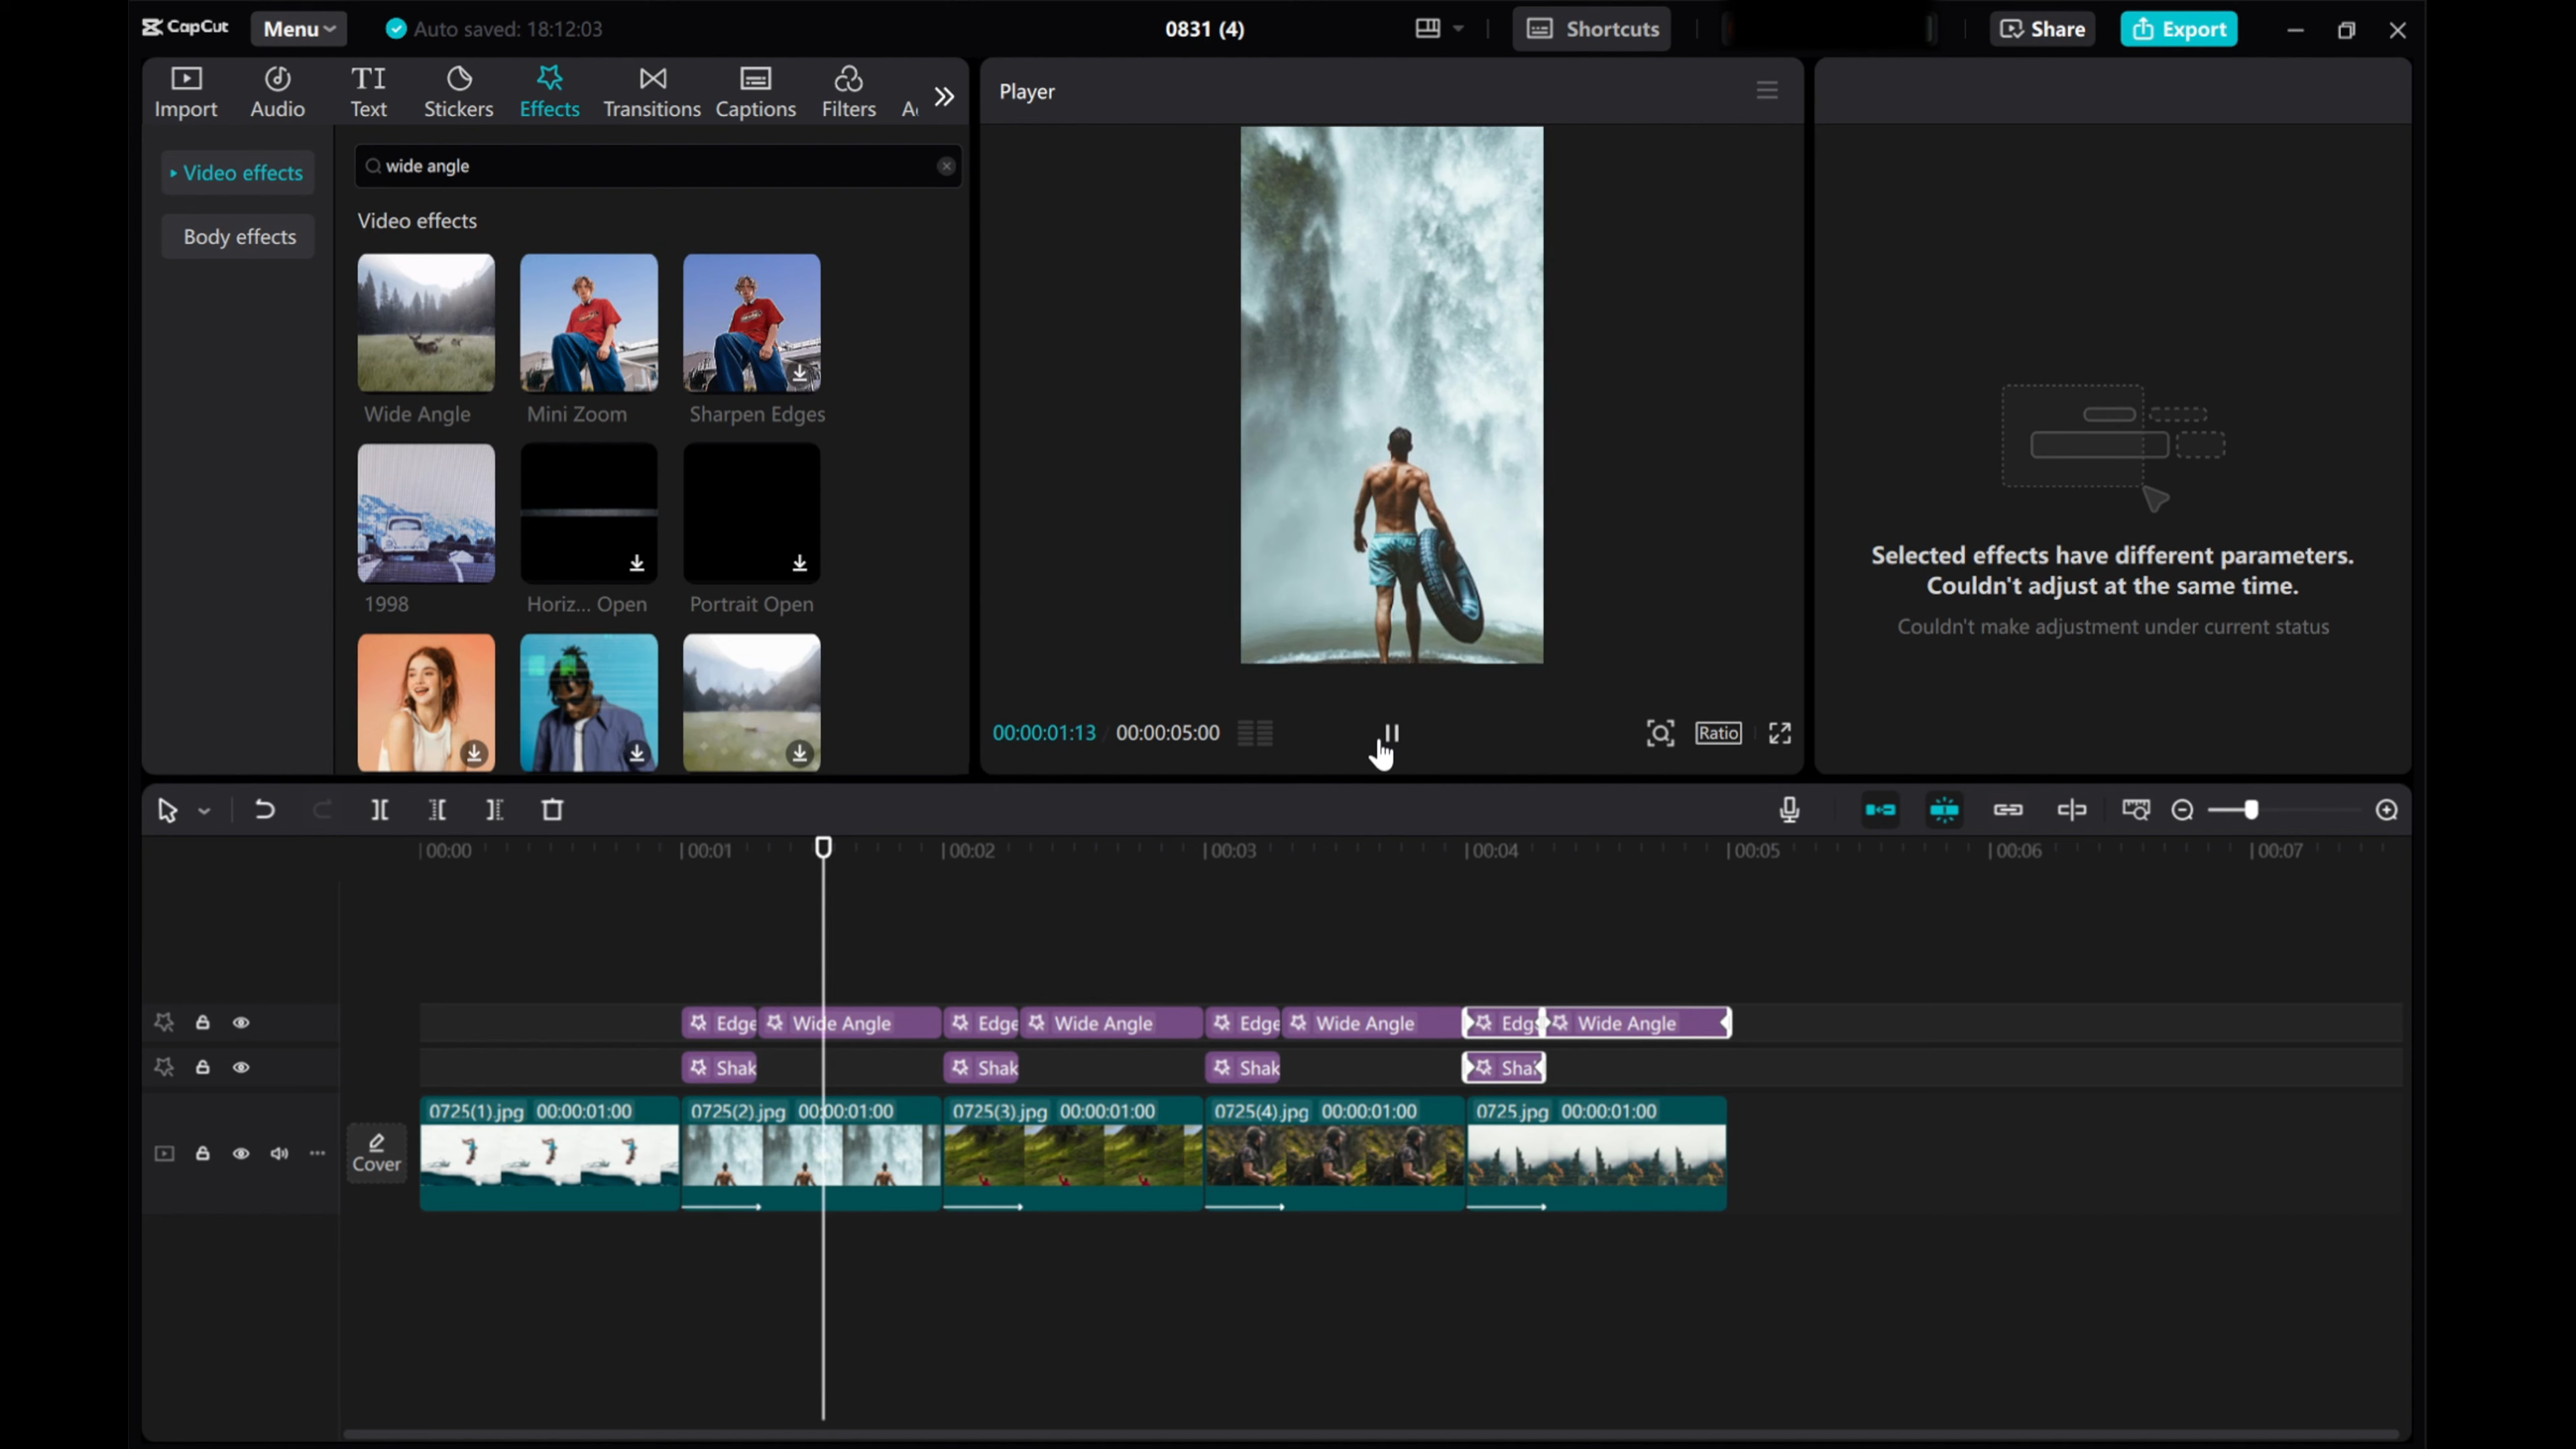 CapCut
Menu
Auto saved: 18:12:03
0831 (4)
Shortcuts
Share
Export
Import
Audio
TI
Text
Stickers
Effects
Transitions
Captions
Filters
Video effects
Body effects
wide angle
Video effects
Wide Angle
Mini Zoom
Sharpen Edges
1998
Horiz... Open
Portrait Open
Player
00:00:01:13
00:00:05:00
Ratio
Selected effects have different parameters.
Couldn't adjust at the same time.
Couldn't make adjustment under current status
00:00
00:01
00:02
00:03
00:04
00:05
00:06
00:07
Edge
Wide Angle
Edge
Wide Angle
Edge
Wide Angle
Edg
Wide Angle
Shak
Shak
Shak
Sha
Cover
0725(1).jpg 00:00:01:00
0725(2).jpg 00:00:01:00
0725(3).jpg 00:00:01:00
0725(4).jpg 00:00:01:00
0725.jpg 00:00:01:00